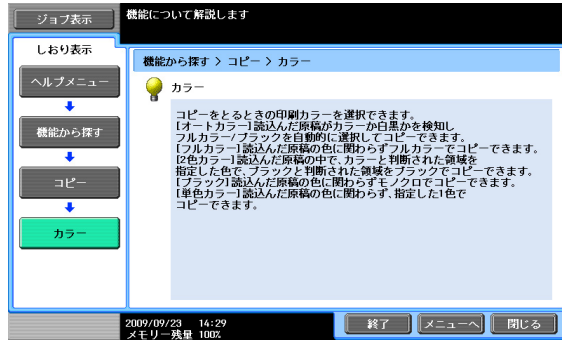 ジョブ表示
機能について解説します
しおり表示
機能から探す > コピー > カラー
ヘルプメニュー
機能から探す
コピー
カラー
カラー
コピーをとるときの印刷カラーを選択できます。
[オートカラー]読込んだ原稿がカラーか白黒かを検知し
フルカラー/ブラックを自動的に選択してコピーできます。
[フルカラー]読込んだ原稿の色に関わらずフルカラーでコピーできます。
[2色カラー]読込んだ原稿の中で、カラーと判断された領域を
指定した色で、ブラックと判断された領域をブラックでコピーできます。
[ブラック]読込んだ原稿の色に関わらずモノクロでコピーできます。
[単色カラー]読込んだ原稿の色に関わらず、指定した1色で
コピーできます。
2009/09/23 14:29
メモリー残量 100%
終了
メニューへ
閉じる